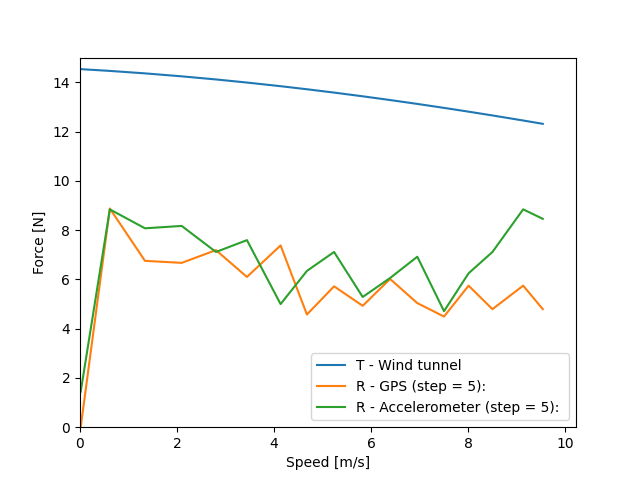 14
12
10
8
6
4
2
0
Force [N]
T - Wind tunnel
R - GPS (step = 5):
R - Accelerometer (step = 5):
0 2 4 6 8 10
Speed [m/s]